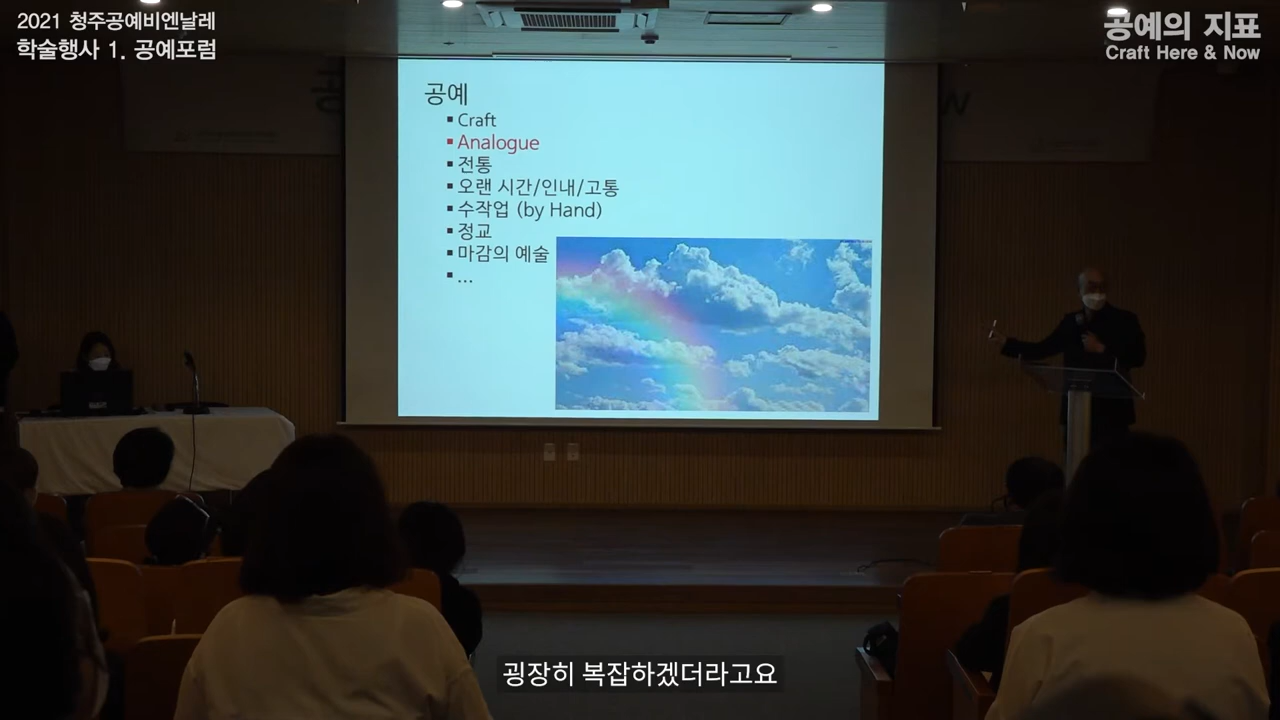 2021 청주공예비엔날레
학술행사 1. 공예포럼
공예의 지표
Craft Here & Now
공예
▪ Craft
▪ Analogue
▪ 전통
▪ 오랜 시간/인내/고통
▪ 수작업 (by Hand)
▪ 정교
▪ 마감의 예술
▪ ...
굉장히 복잡하겠더라고요